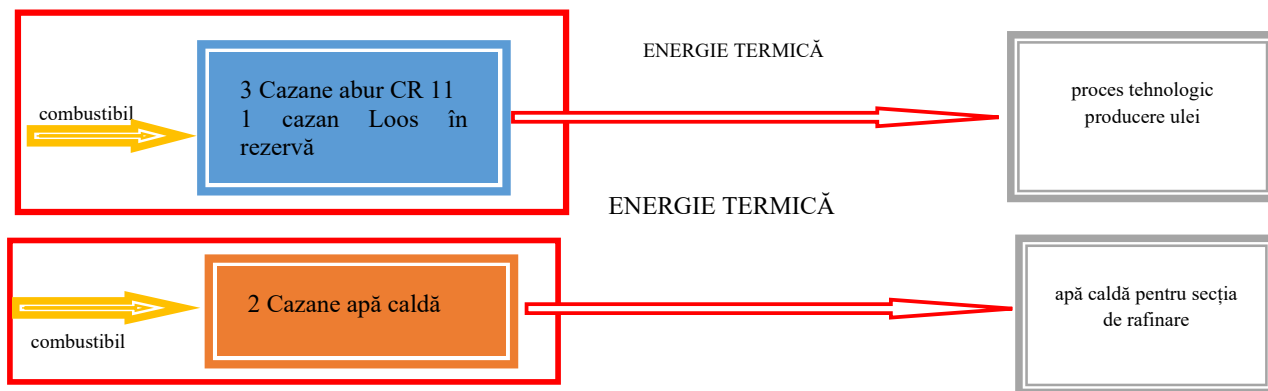 ENERGIE TERMICĂ
combustibil
3 Cazane abur CR 11
1 cazan Loos în
rezervă
proces tehnologic
producere ulei
ENERGIE TERMICĂ
combustibil
2 Cazane apă caldă
apă caldă pentru secția
de rafinare